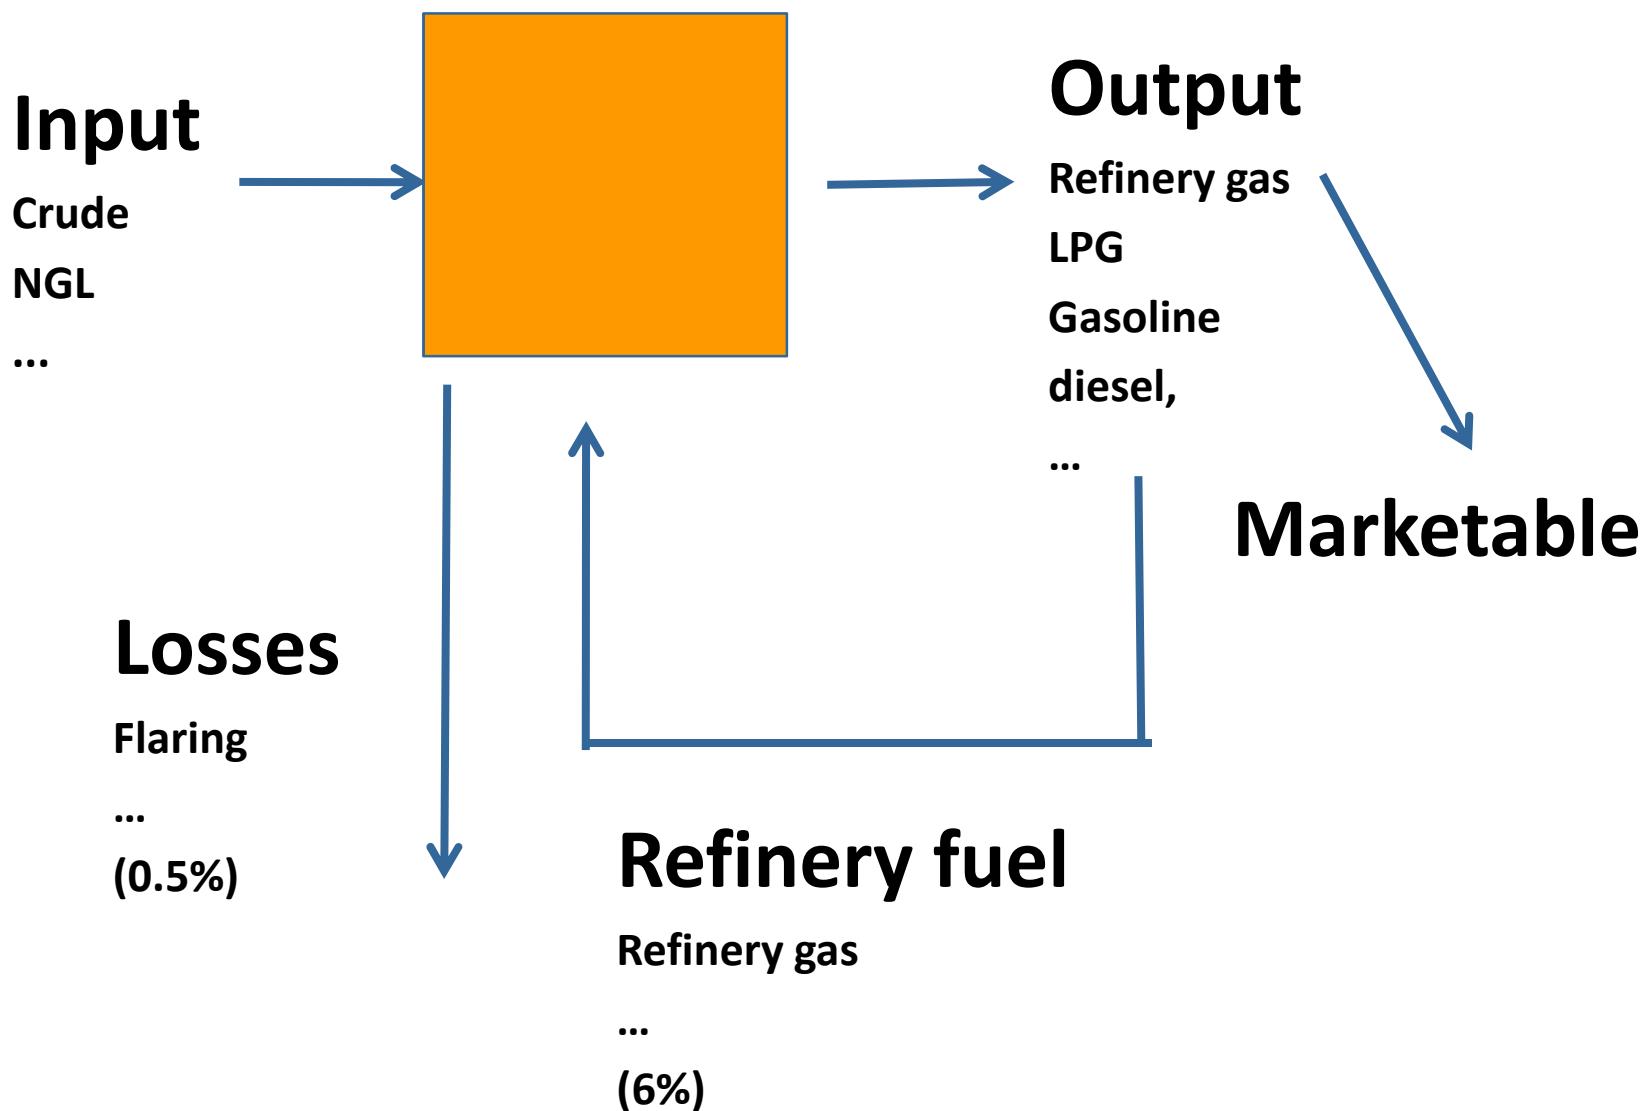 Input
Crude
NGL
...
Output
Refinery gas
LPG
Gasoline
diesel,
...
Marketable
Losses
Flaring
...
(0.5%)
Refinery fuel
Refinery gas
...
(6%)